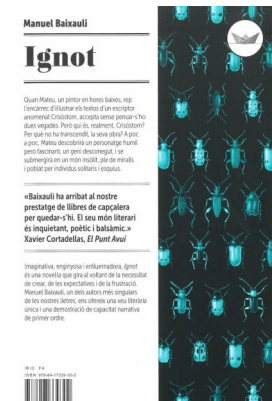 Manuel Baixauli
Ignot
Quan Mateu, un pintor en hores baixes, rep
l'encàrrec d'il·lustrar els textos d'un escriptor
anomenat Crisòstom, accepta sense pensar-s'ho
dues vegades. Però qui és, realment, Crisòstom?
Per què no ha transcendit, la seva obra? A poc
a poc, Mateu descobrirà un personatge humil
però fascinant, un geni desconegut, i se
submergirà en un món insòlit, ple de miralls
i poblat per individus solitaris i esquius.
«Baixauli ha arribat al nostre
prestatge de llibres de capçalera
per quedar-s'hi. El seu món literari
és inquietant, poètic i balsàmic.»
Xavier Cortadellas, El Punt Avui
Imaginativa, enginyosa i enlluernadora, Ignot
és una novel·la que gira al voltant de la necessitat
de crear, de les expectatives i de la frustració.
Manuel Baixauli, un dels autors més singulars
de les nostres lletres, ens ofereix una veu literària
única i una demostració de capacitat narrativa
de primer ordre.
IBIC FA